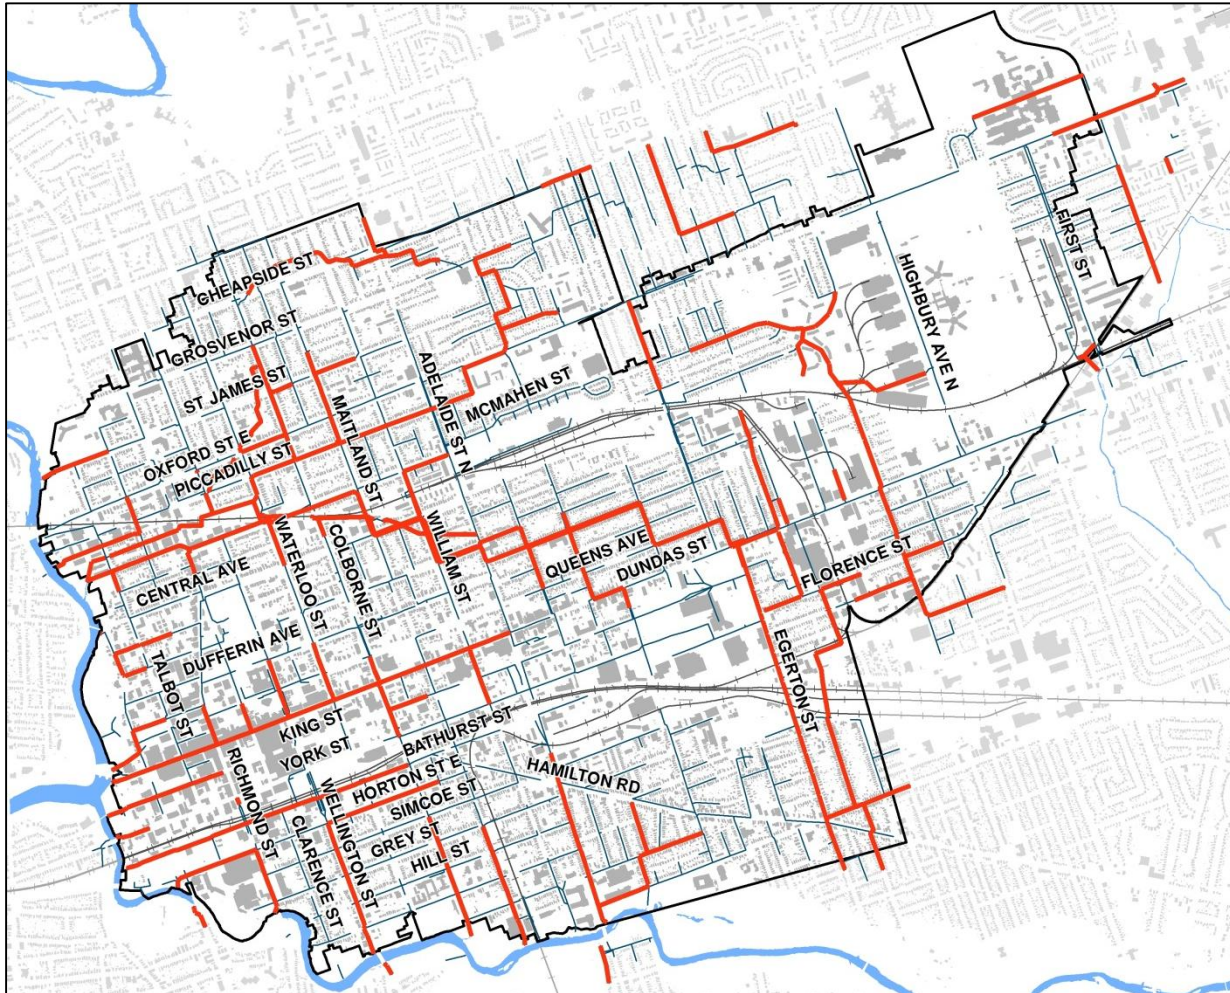 FIRST ST
CHEAPSIDE ST
HIGHBURY AVE N
GROSVENOR ST
ST JAMES ST
ADELAIDE ST N
MCMAHEN ST
MAITLAND ST
OXFORD ST E
PICCADILLY ST
WATERLOO ST
COLBORNE ST
WILLIAM ST
QUEENS AVE
DUNDAS ST
FLORENCE ST
CENTRAL AVE
DUFFERIN AVE
TALBOT ST
EGERTON ST
KING ST
YORK ST
BATHURST ST
RICHMOND ST
HORTON ST E
HAMILTON RD
WELLINGTON ST
SIMCOE ST
CLARENCE ST
GREY ST
HILL ST